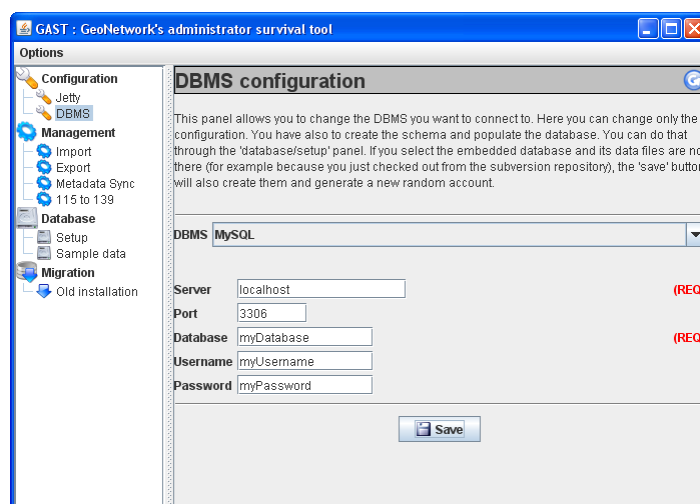 GAST : GeoNetwork's administrator survival tool
Options
Configuration
Jetty
DBMS
Management
Import
Export
Metadata Sync
115 to 139
Database
Setup
Sample data
Migration
Old installation
DBMS configuration
This panel allows you to change the DBMS you want to connect to. Here you can change only the
configuration. You have also to create the schema and populate the database. You can do that
through the 'database/setup' panel. If you select the embedded database and its data files are no
there (for example because you just checked out from the subversion repository), the 'save' button
will also create them and generate a new random account.
DBMS MySQL
Server localhost (REQ
Port 3306
Database myDatabase (REQ
Username myUsername
Password myPassword
Save